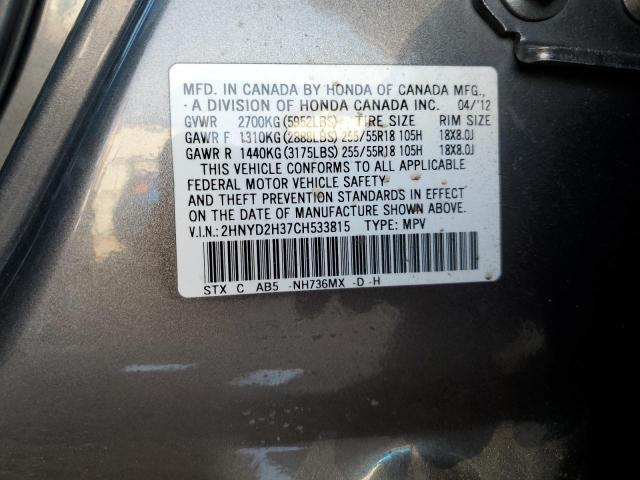 MFD. IN CANADA BY HONDA OF CANADA MFG.,
· A DIVISION OF HONDA CANADA INC. 04/'12
GVWR 2700KG(5952LBS) TIRE SIZE RIM SIZE
GAWR F 1310KG(2888LBS) 255/55R18 105H 18X8.0J
GAWR R 1440KG(3175LBS) 255/55R18 105H 18X8.0J
THIS VEHICLE CONFORMS TO ALL APPLICABLE
FEDERAL MOTOR VEHICLE SAFETY
AND THEFT PREVENTION STANDARDS IN EFFECT
ON THE DATE OF MANUFACTURE SHOWN ABOVE.
V.I.N.: 2HNYD2H37CH533815 TYPE: MPV
STX C AB5 -NH736MX -D -H